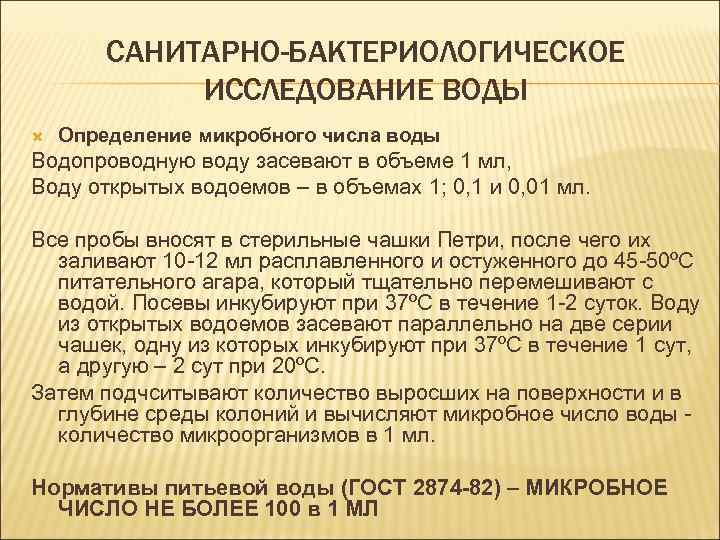 САНИТАРНО-БАКТЕРИОЛОГИЧЕСКОЕ
ИССЛЕДОВАНИЕ ВОДЫ
Определение микробного числа воды
Водопроводную воду засевают в объеме 1 мл,
Воду открытых водоемов – в объемах 1; 0, 1 и 0, 01 мл.
Все пробы вносят в стерильные чашки Петри, после чего их
заливают 10-12 мл расплавленного и остуженного до 45-50ºС
питательного агара, который тщательно перемешивают с
водой. Посевы инкубируют при 37ºС в течение 1-2 суток. Воду
из открытых водоемов засевают параллельно на две серии
чашек, одну из которых инкубируют при 37ºС в течение 1 сут,
а другую – 2 сут при 20ºС.
Затем подчситывают количество выросших на поверхности и в
глубине среды колоний и вычисляют микробное число воды -
количество микроорганизмов в 1 мл.
Нормативы питьевой воды (ГОСТ 2874-82) – МИКРОБНОЕ
ЧИСЛО НЕ БОЛЕЕ 100 в 1 МЛ